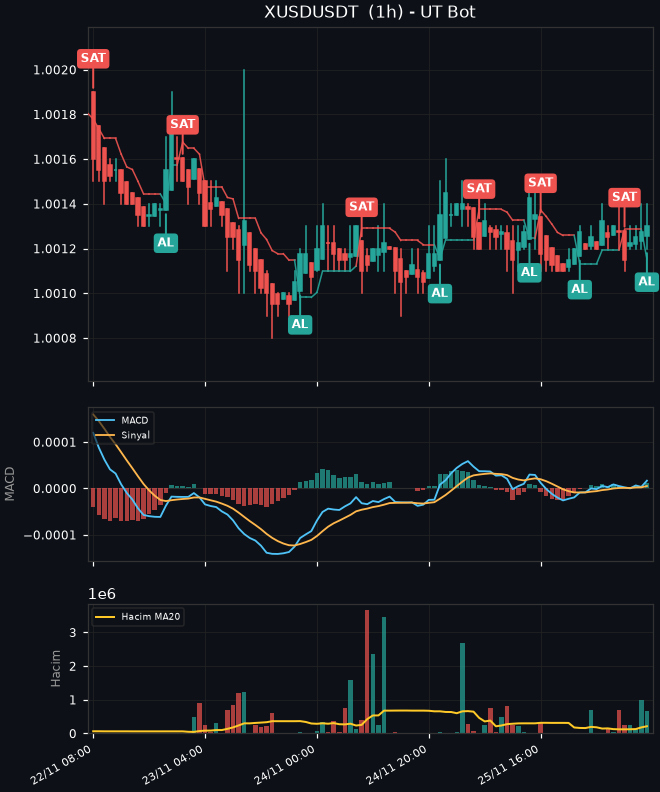 XUSDUSDT (1h) - UT Bot
1.0020
1.0018
1.0016
1.0014
1.0012
1.0010
1.0008
SAT
SAT
AL
AL
SAT
AL
SAT
SAT
AL
AL
SAT
AL
MACD
MACD
Sinyal
0.0001
0.0000
−0.0001
1e6
Hacim
Hacim MA20
3
2
1
0
22/11 08:00
23/11 04:00
24/11 00:00
24/11 20:00
25/11 16:00